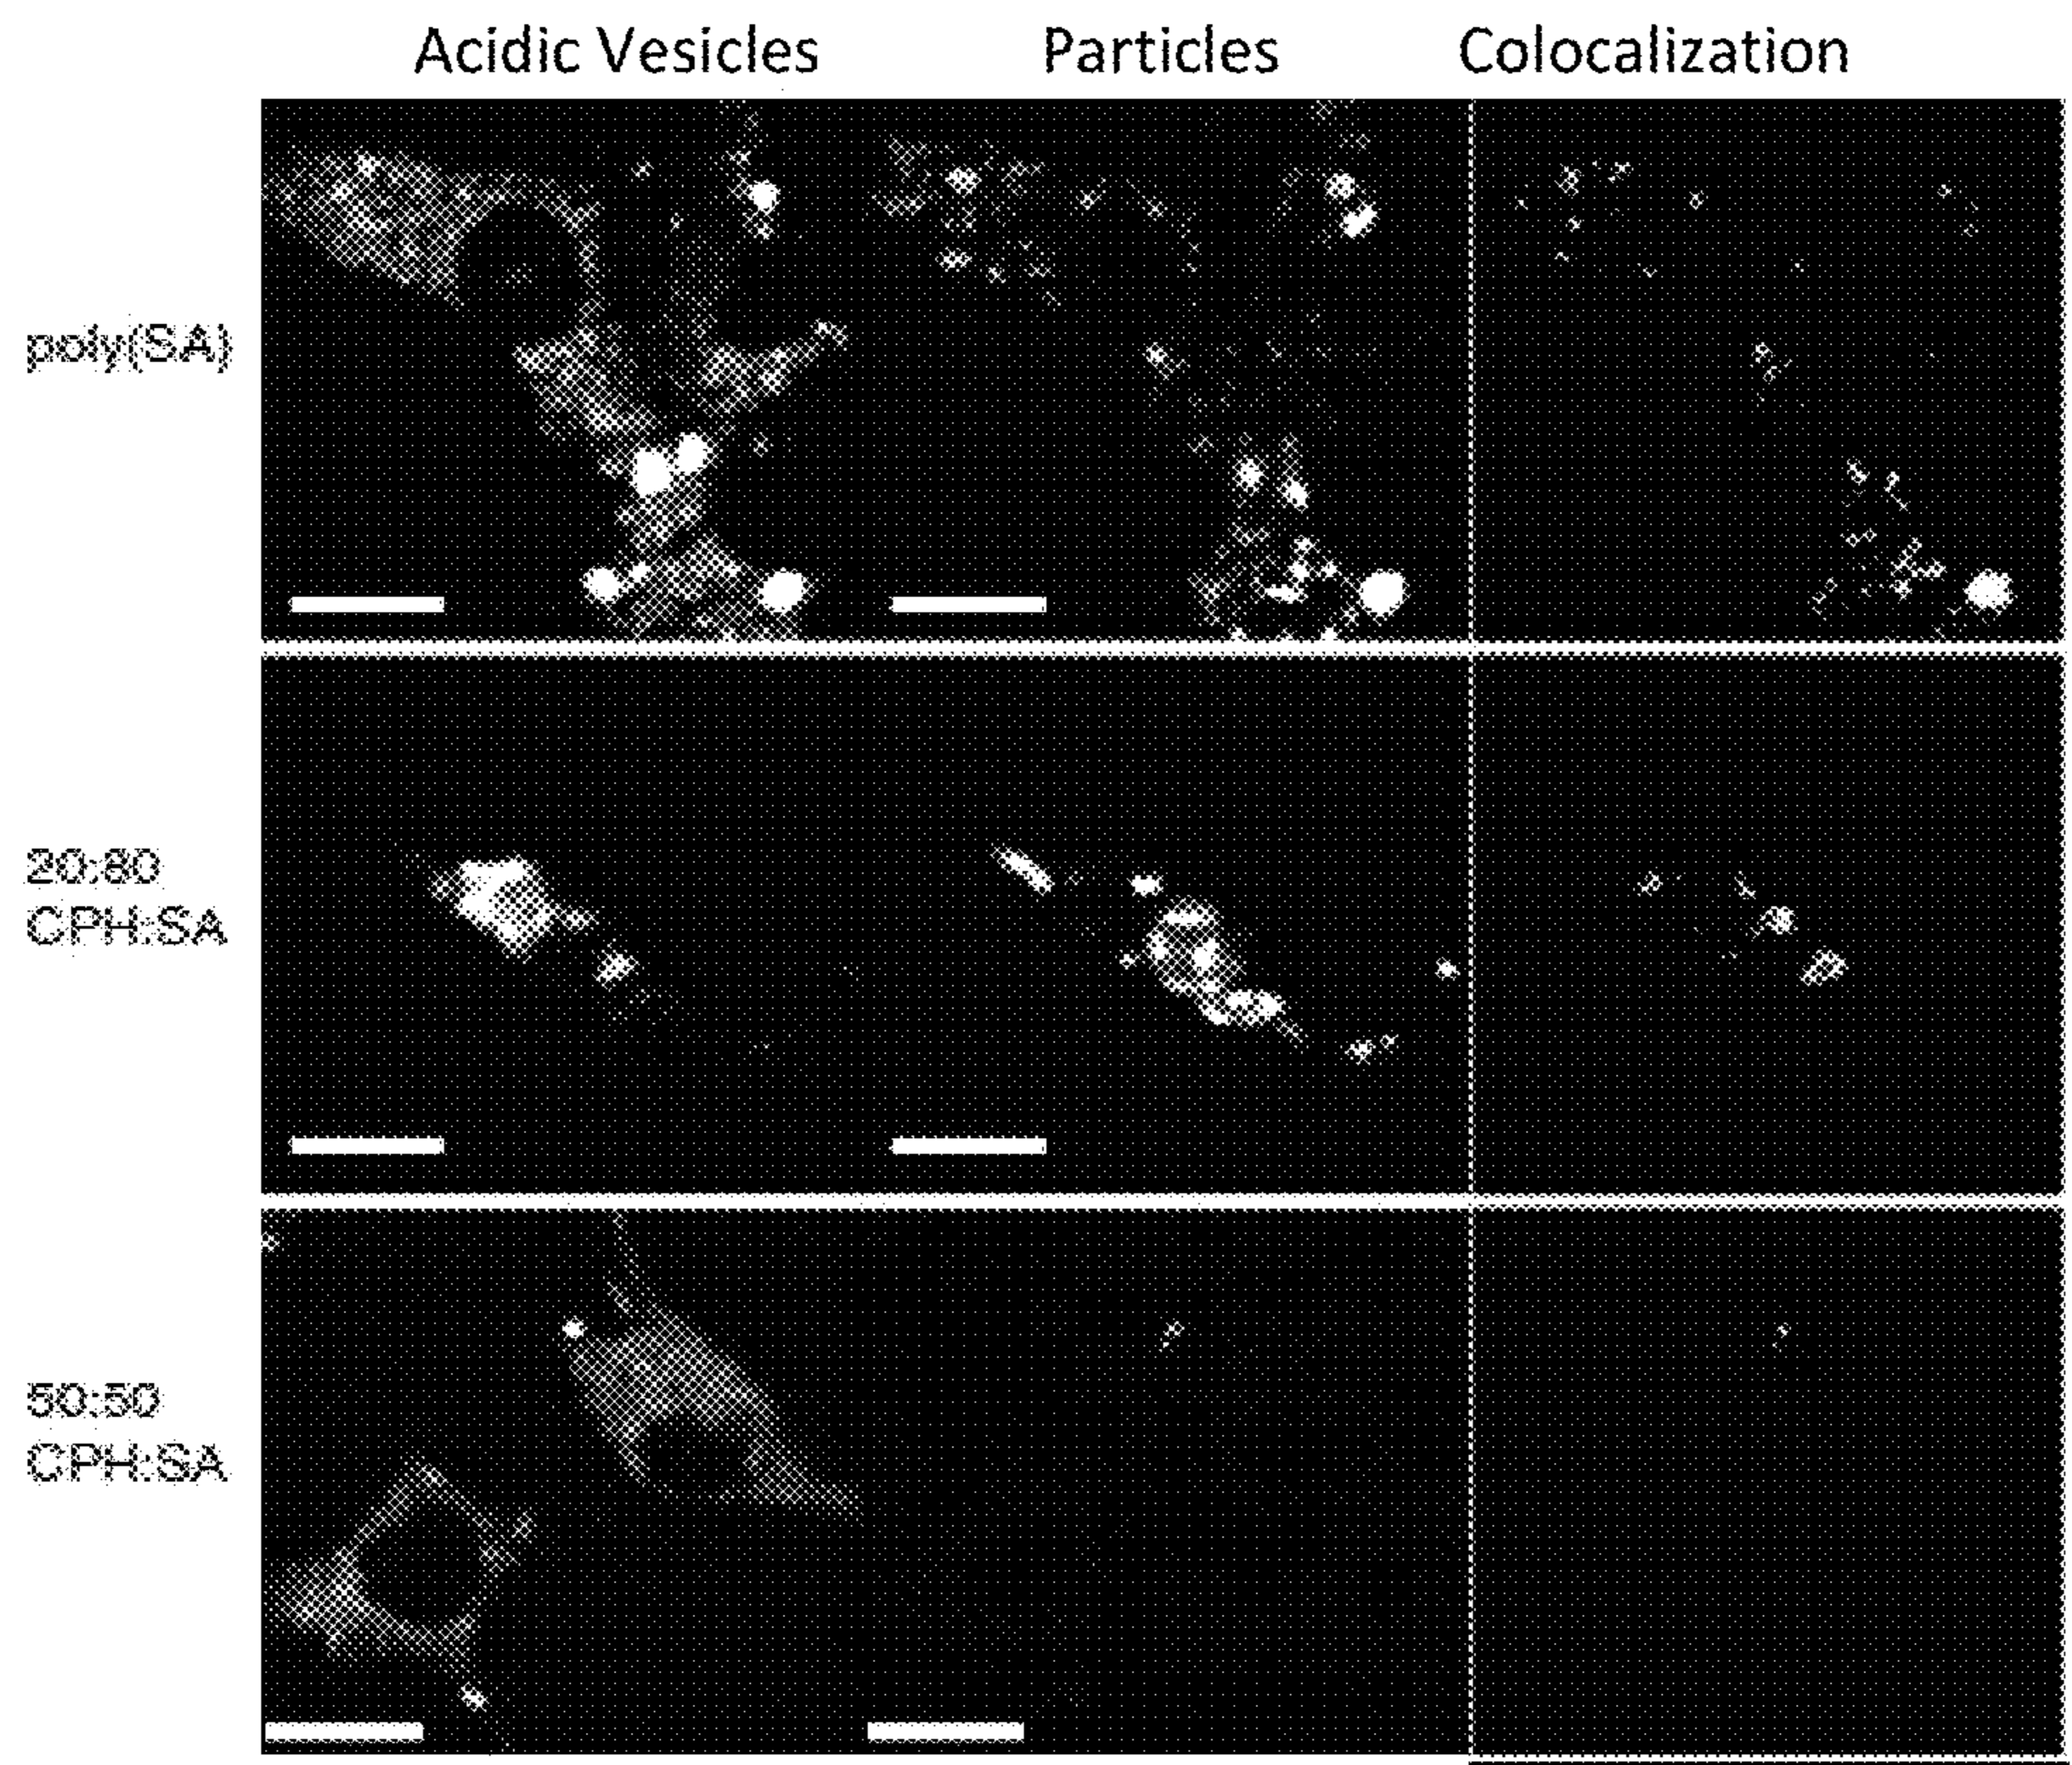 Acidic Vesicles Particles Colocalization
poly(SA)
20:80
CPH:SA
50:50
CPH:SA